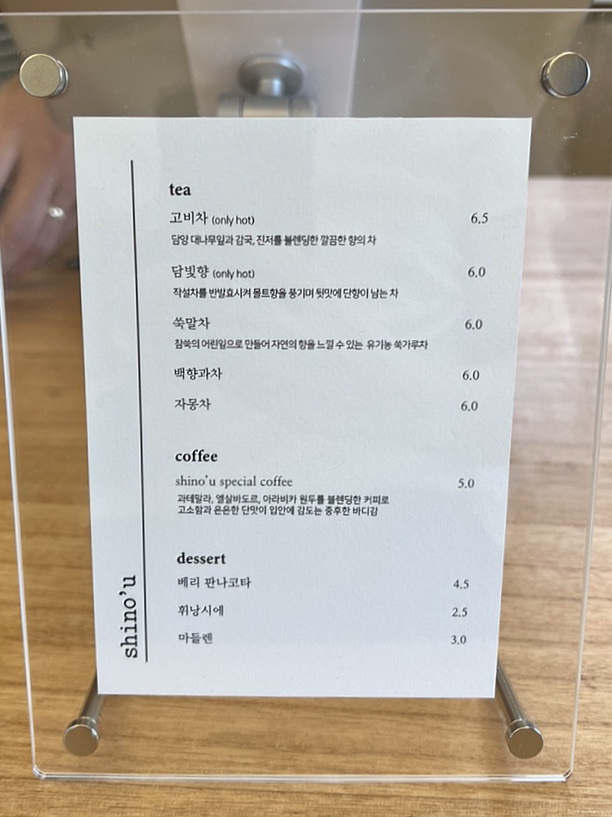 tea
고비차 (only hot) 6.5
담양 대나무잎과 감국, 진저를 블렌딩한 깔끔한 향의 차
담빛향 (only hot) 6.0
작설차를 반발효시켜 몰트향을 풍기며 뒷맛에 단향이 남는 차
쑥말차 6.0
참쑥의 어린잎으로 만들어 자연의 향을 느낄 수 있는 유기농 쑥가루차
백향과차 6.0
자몽차 6.0
coffee
shino'u special coffee 5.0
과테말라, 엘살바도르, 아라비카 원두를 블렌딩한 커피로
고소함과 은은한 단맛이 입안에 감도는 중후한 바디감
dessert
베리 판나코타 4.5
휘낭시에 2.5
마들렌 3.0
shino'u